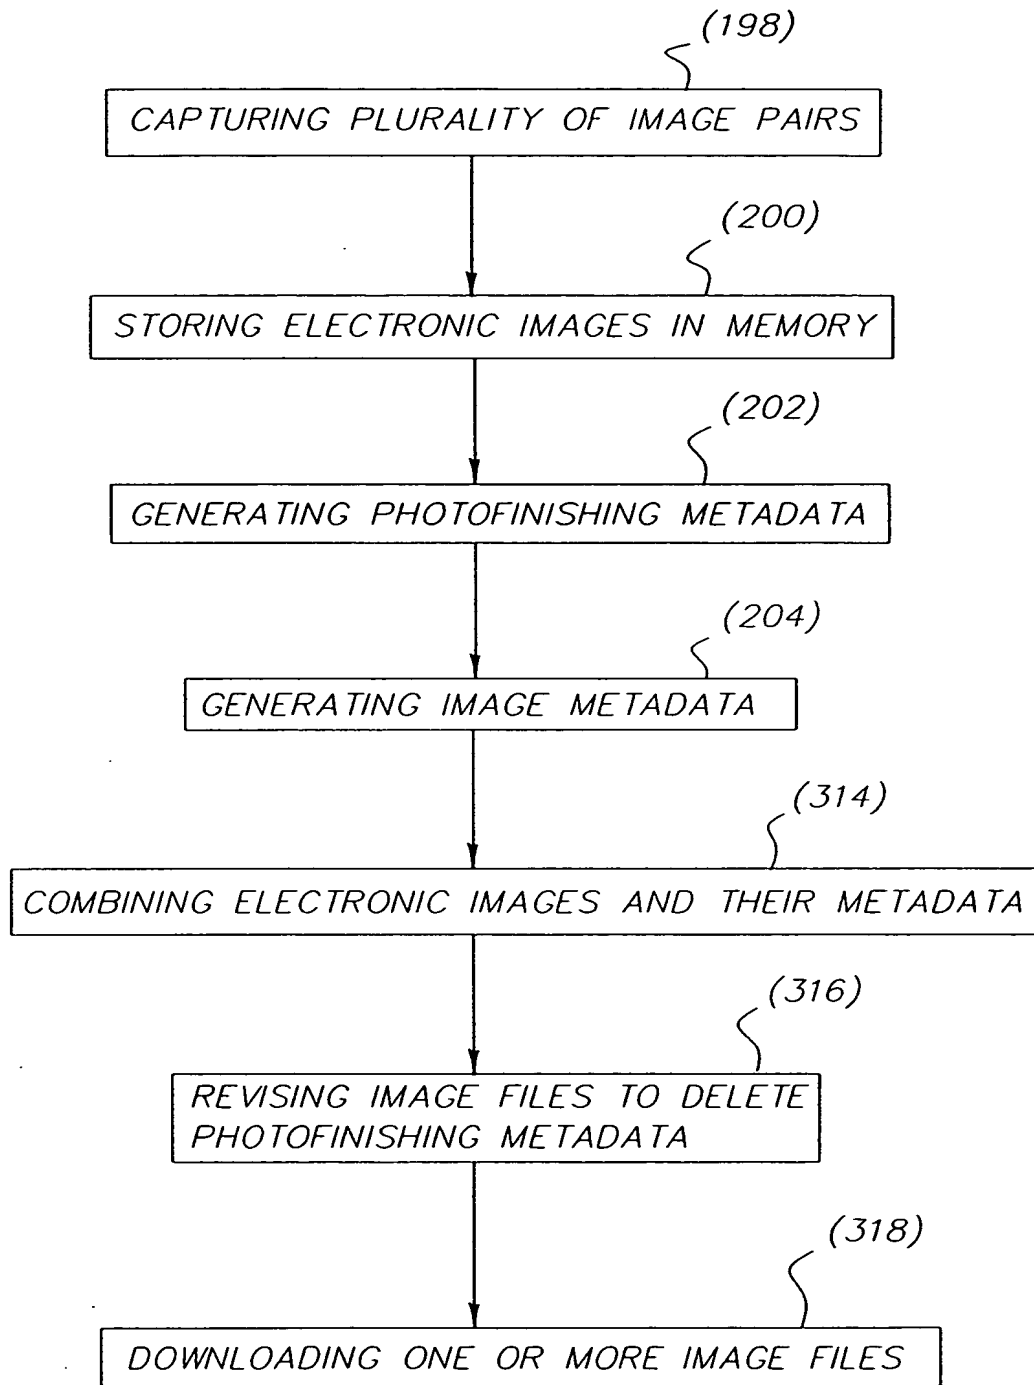 (198)
CAPTURING PLURALITY OF IMAGE PAIRS
(200)
STORING ELECTRONIC IMAGES IN MEMORY
(202)
GENERATING PHOTOFINISHING METADATA
(204)
GENERATING IMAGE METADATA
(314)
COMBINING ELECTRONIC IMAGES AND THEIR METADATA
(316)
REVISING IMAGE FILES TO DELETE
PHOTOFINISHING METADATA
(318)
DOWNLOADING ONE OR MORE IMAGE FILES